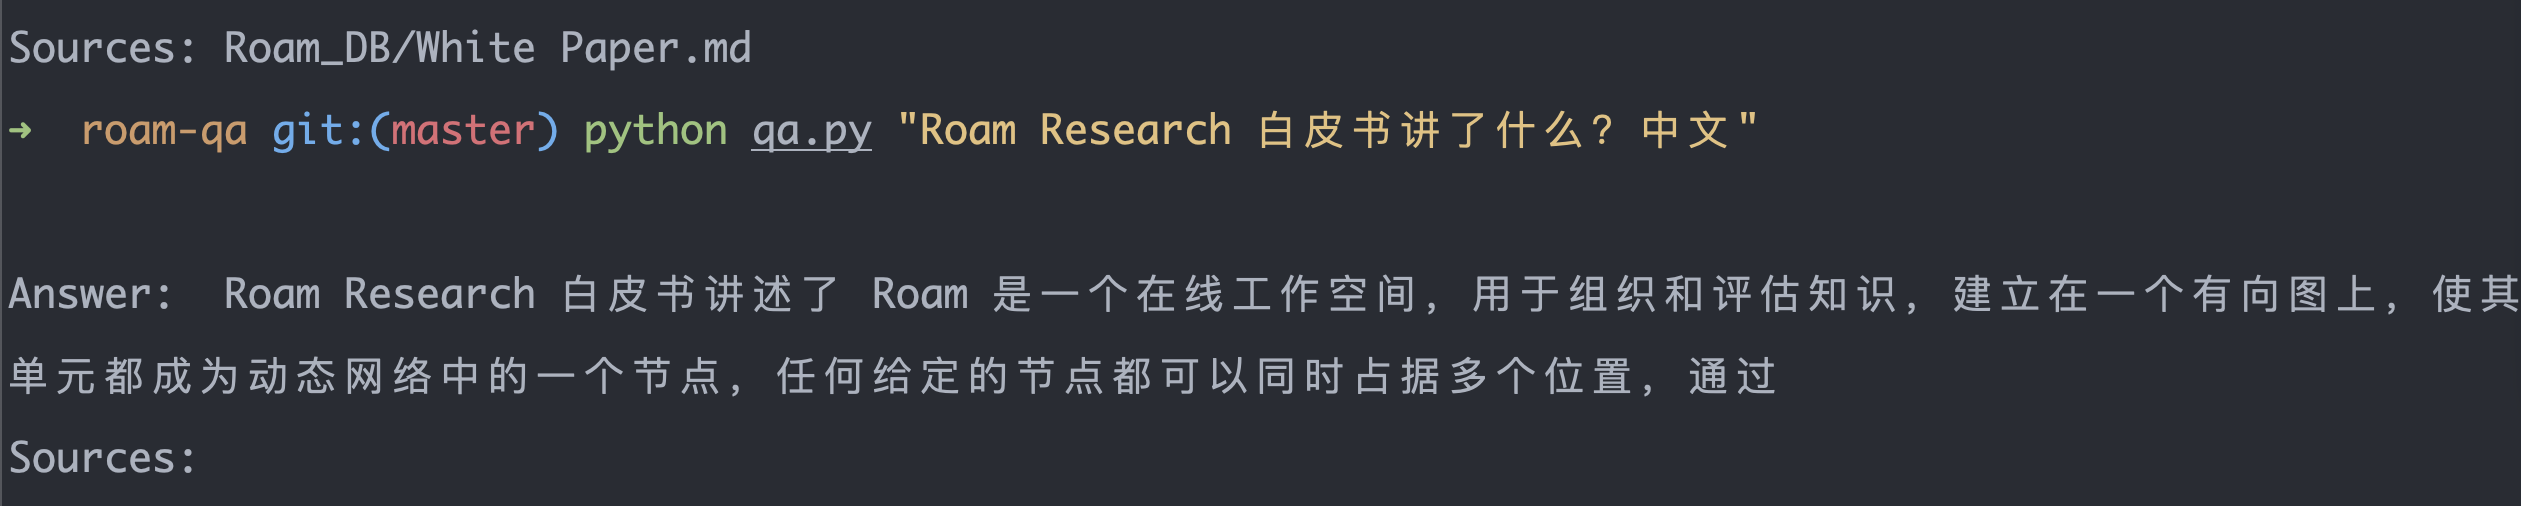 Sources: Roam_DB/White Paper.md
➜  roam-qa git:(master) python qa.py "Roam Research 白皮书讲了什么？中文"
Answer:  Roam Research 白皮书讲述了 Roam 是一个在线工作空间，用于组织和评估知识，建立在一个有向图上，使其
单元都成为动态网络中的一个节点，任何给定的节点都可以同时占据多个位置，通过
Sources: